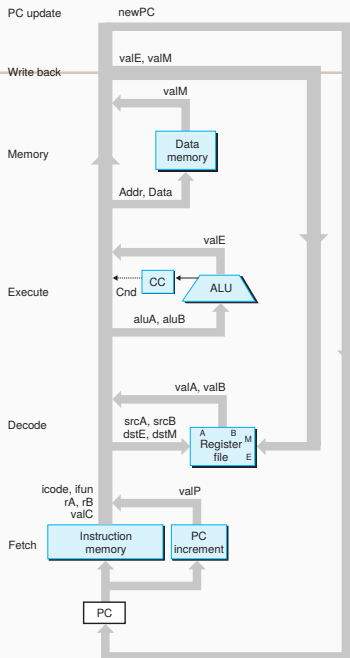 PC update
newPC
Write back
valE, valM
valM
Memory
Data
memory
Addr, Data
valE
CC
ALU
Execute
Cnd
aluA, aluB
valA, valB
Decode
srcA, srcB
dstE, dstM
A B
M
Register
file
E
icode, ifun
rA, rB
valC
valP
Fetch
Instruction
memory
PC
increment
PC